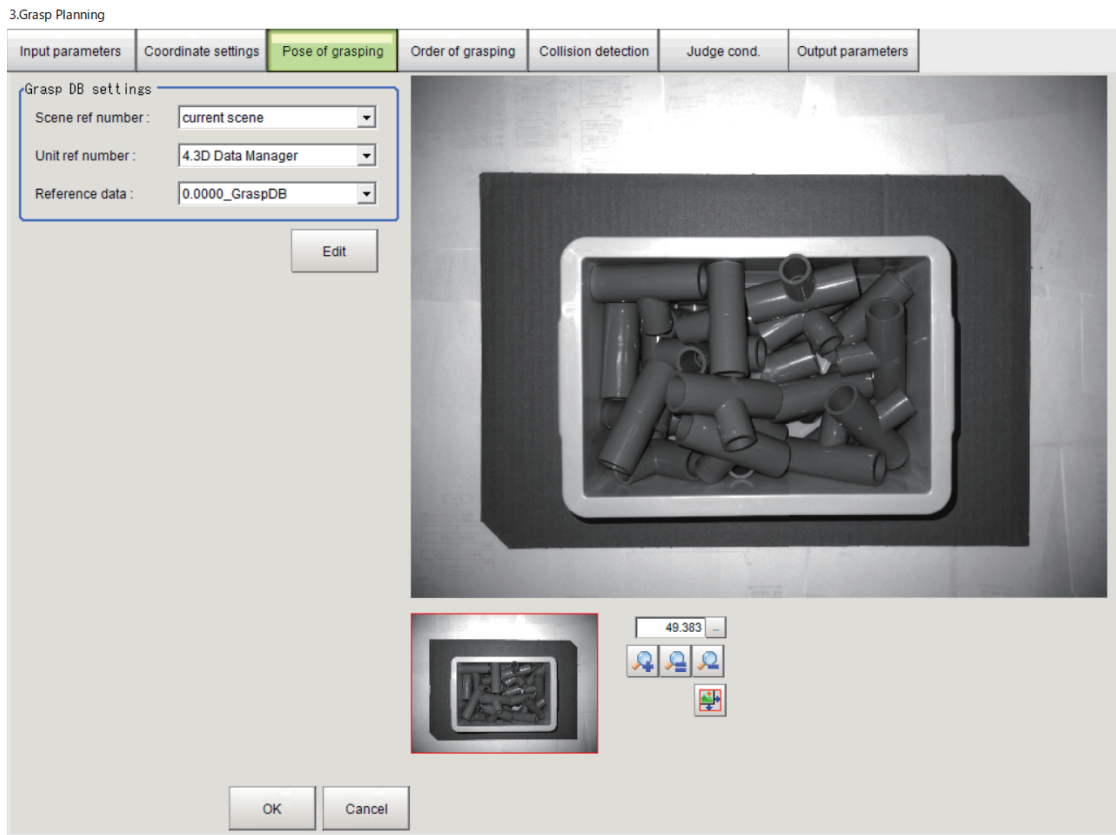 3.Grasp Planning
Input parameters Coordinate settings Pose of grasping Order of grasping Collision detection Judge cond. Output parameters
Grasp DB settings
Scene ref number : current scene
Unit ref number : 4.3D Data Manager
Reference data : 0.0000_GraspDB
Edit
49.383 ...
OK Cancel